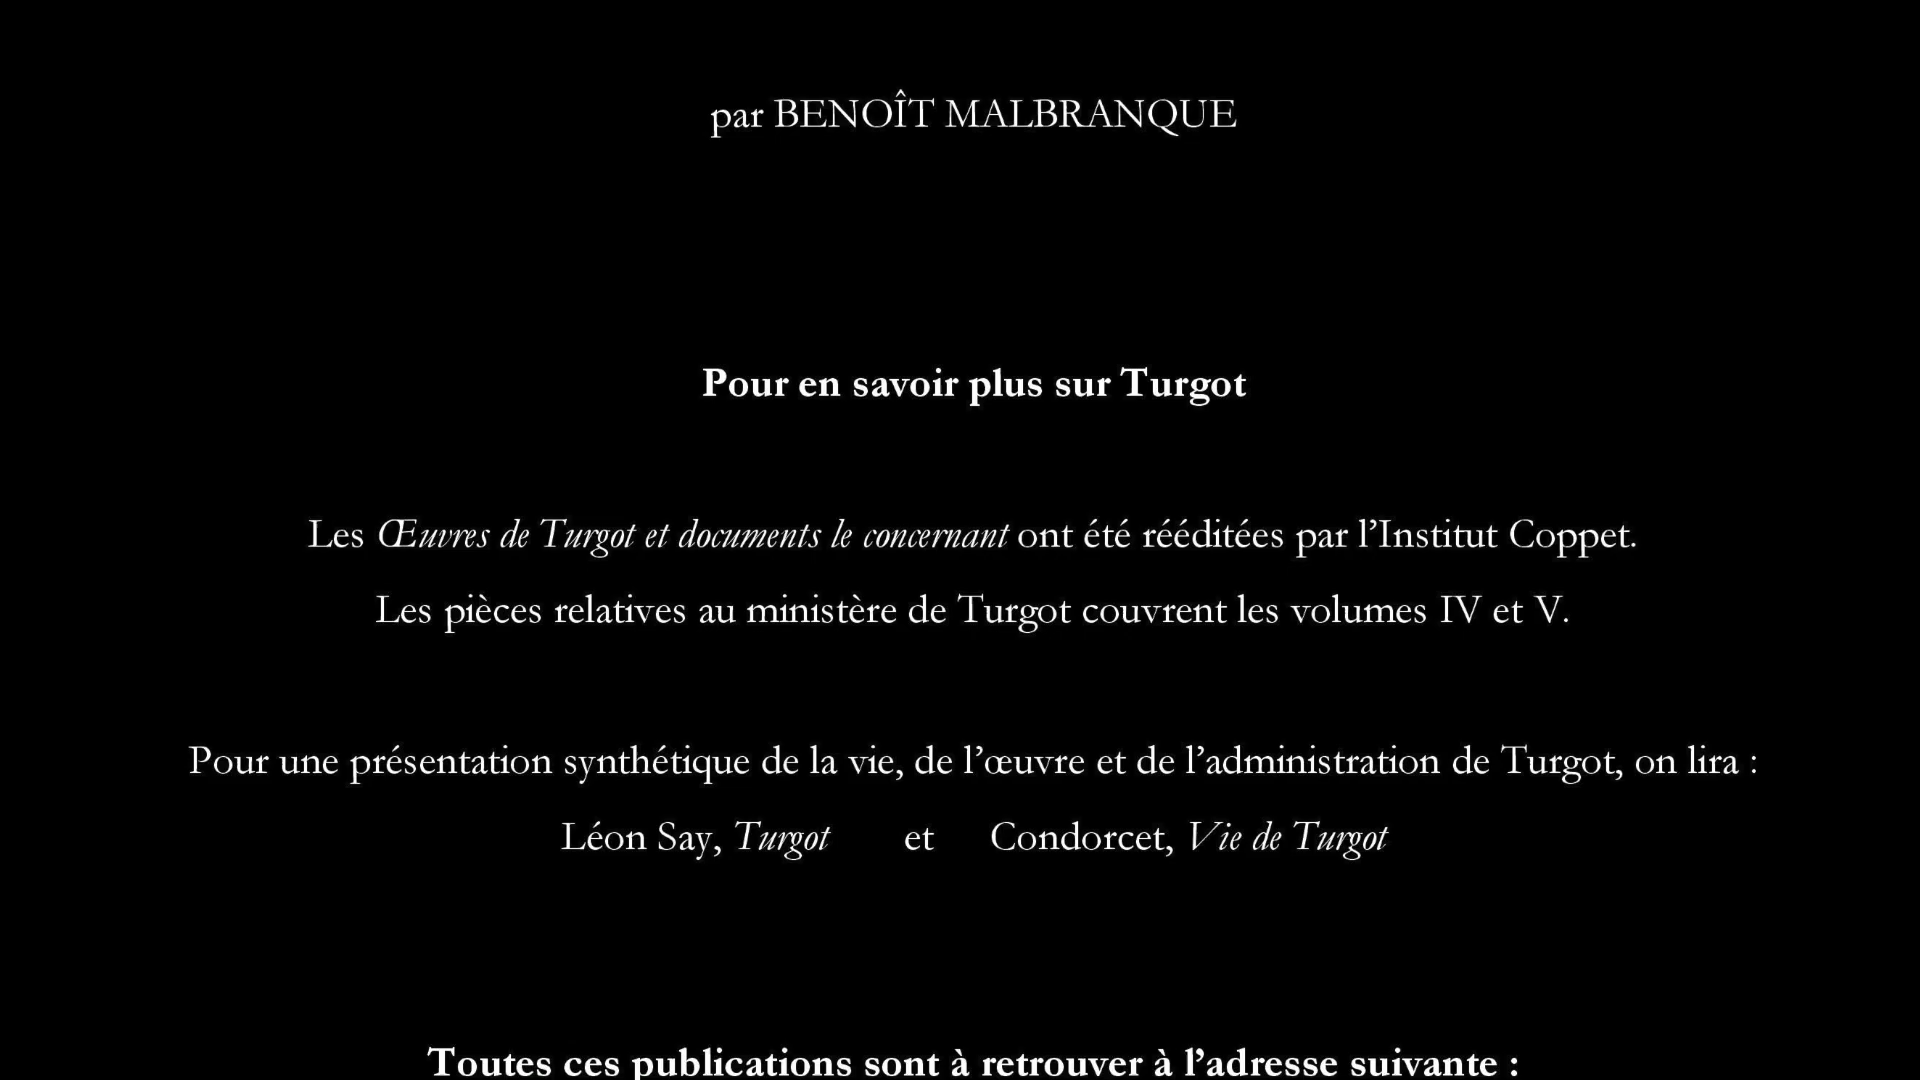 par BENOÎT MALBRANQUE
Pour en savoir plus sur Turgot
Les Œuvres de Turgot et documents le concernant ont été rééditées par l’Institut Coppet.
Les pièces relatives au ministère de Turgot couvrent les volumes IV et V.
Pour une présentation synthétique de la vie, de l’œuvre et de l’administration de Turgot, on lira :
Léon Say, Turgot et Condorcet, Vie de Turgot
Toutes ces publications sont à retrouver à l’adresse suivante :